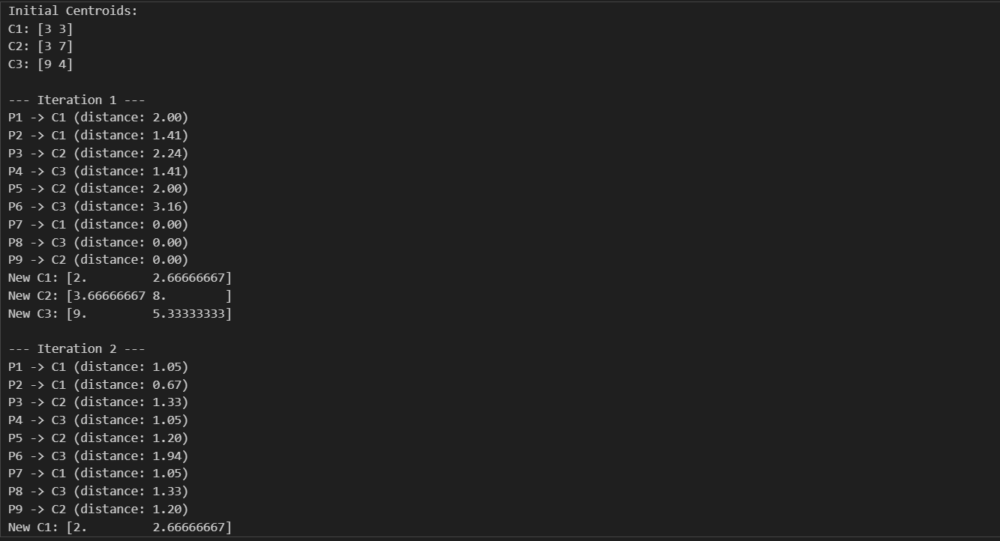 Initial Centroids:
C1: [3 3]
C2: [3 7]
C3: [9 4]

--- Iteration 1 ---
P1 -> C1 (distance: 2.00)
P2 -> C1 (distance: 1.41)
P3 -> C2 (distance: 2.24)
P4 -> C3 (distance: 1.41)
P5 -> C2 (distance: 2.00)
P6 -> C3 (distance: 3.16)
P7 -> C1 (distance: 0.00)
P8 -> C3 (distance: 0.00)
P9 -> C2 (distance: 0.00)
New C1: [2.         2.66666667]
New C2: [3.66666667 8.        ]
New C3: [9.         5.33333333]

--- Iteration 2 ---
P1 -> C1 (distance: 1.05)
P2 -> C1 (distance: 0.67)
P3 -> C2 (distance: 1.33)
P4 -> C3 (distance: 1.05)
P5 -> C2 (distance: 1.20)
P6 -> C3 (distance: 1.94)
P7 -> C1 (distance: 1.05)
P8 -> C3 (distance: 1.33)
P9 -> C2 (distance: 1.20)
New C1: [2.         2.66666667]